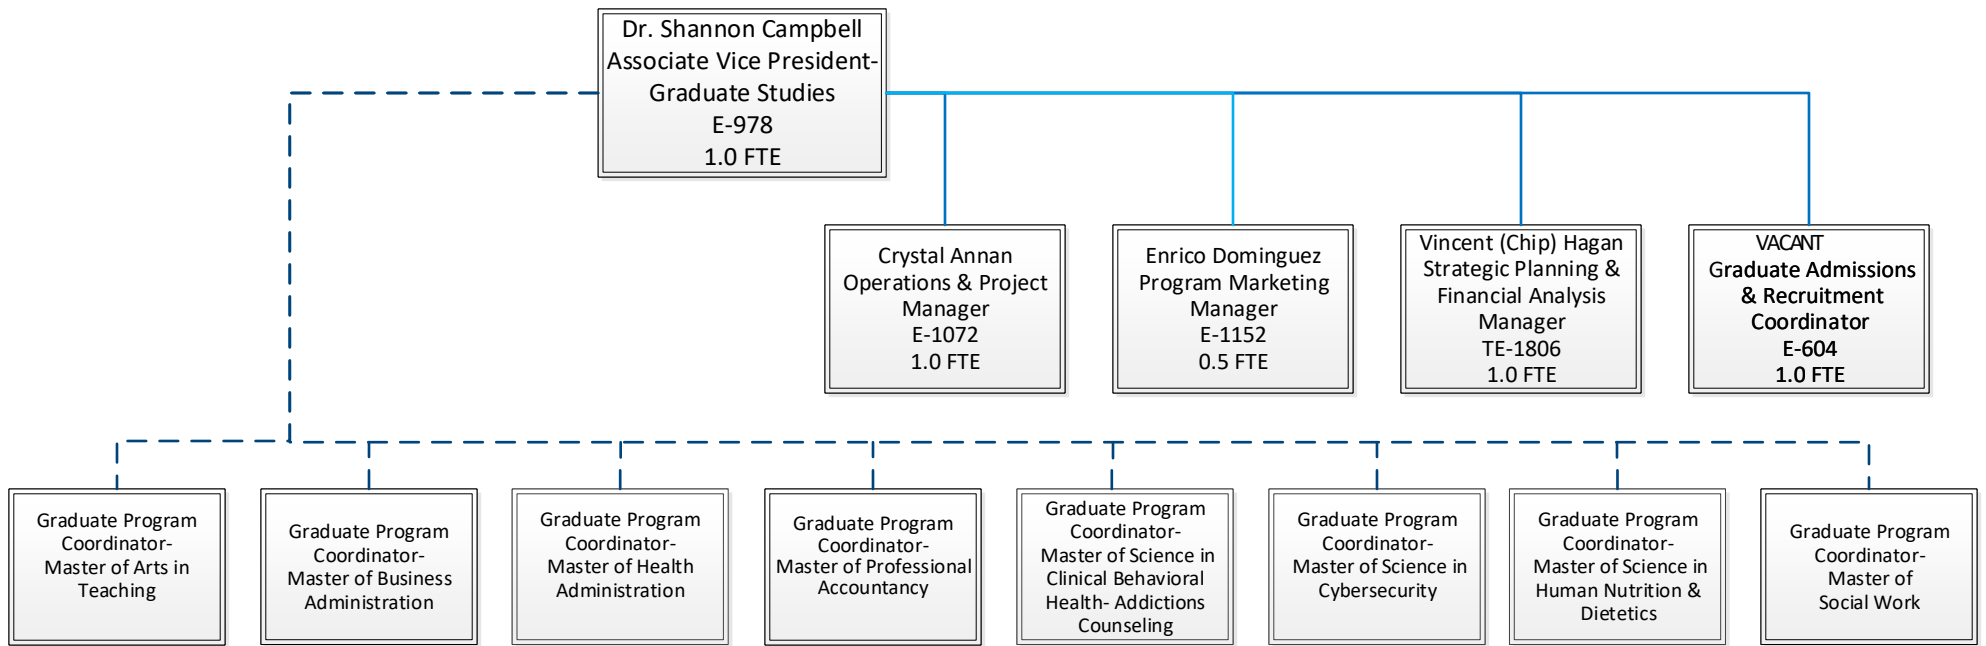 Dr. Shannon Campbell
Associate Vice President-
Graduate Studies
E-978
1.0 FTE
Crystal Annan
Operations & Project
Manager
E-1072
1.0 FTE
Enrico Dominguez
Program Marketing
Manager
E-1152
0.5 FTE
Vincent (Chip) Hagan
Strategic Planning &
Financial Analysis
Manager
TE-1806
1.0 FTE
VACANT
Graduate Admissions
& Recruitment
Coordinator
E-604
1.0 FTE
Graduate Program
Coordinator-
Master of Arts in
Teaching
Graduate Program
Coordinator-
Master of Business
Administration
Graduate Program
Coordinator-
Master of Health
Administration
Graduate Program
Coordinator-
Master of Professional
Accountancy
Graduate Program
Coordinator-
Master of Science in
Clinical Behavioral
Health- Addictions
Counseling
Graduate Program
Coordinator-
Master of Science in
Cybersecurity
Graduate Program
Coordinator-
Master of Science in
Human Nutrition &
Dietetics
Graduate Program
Coordinator-
Master of
Social Work